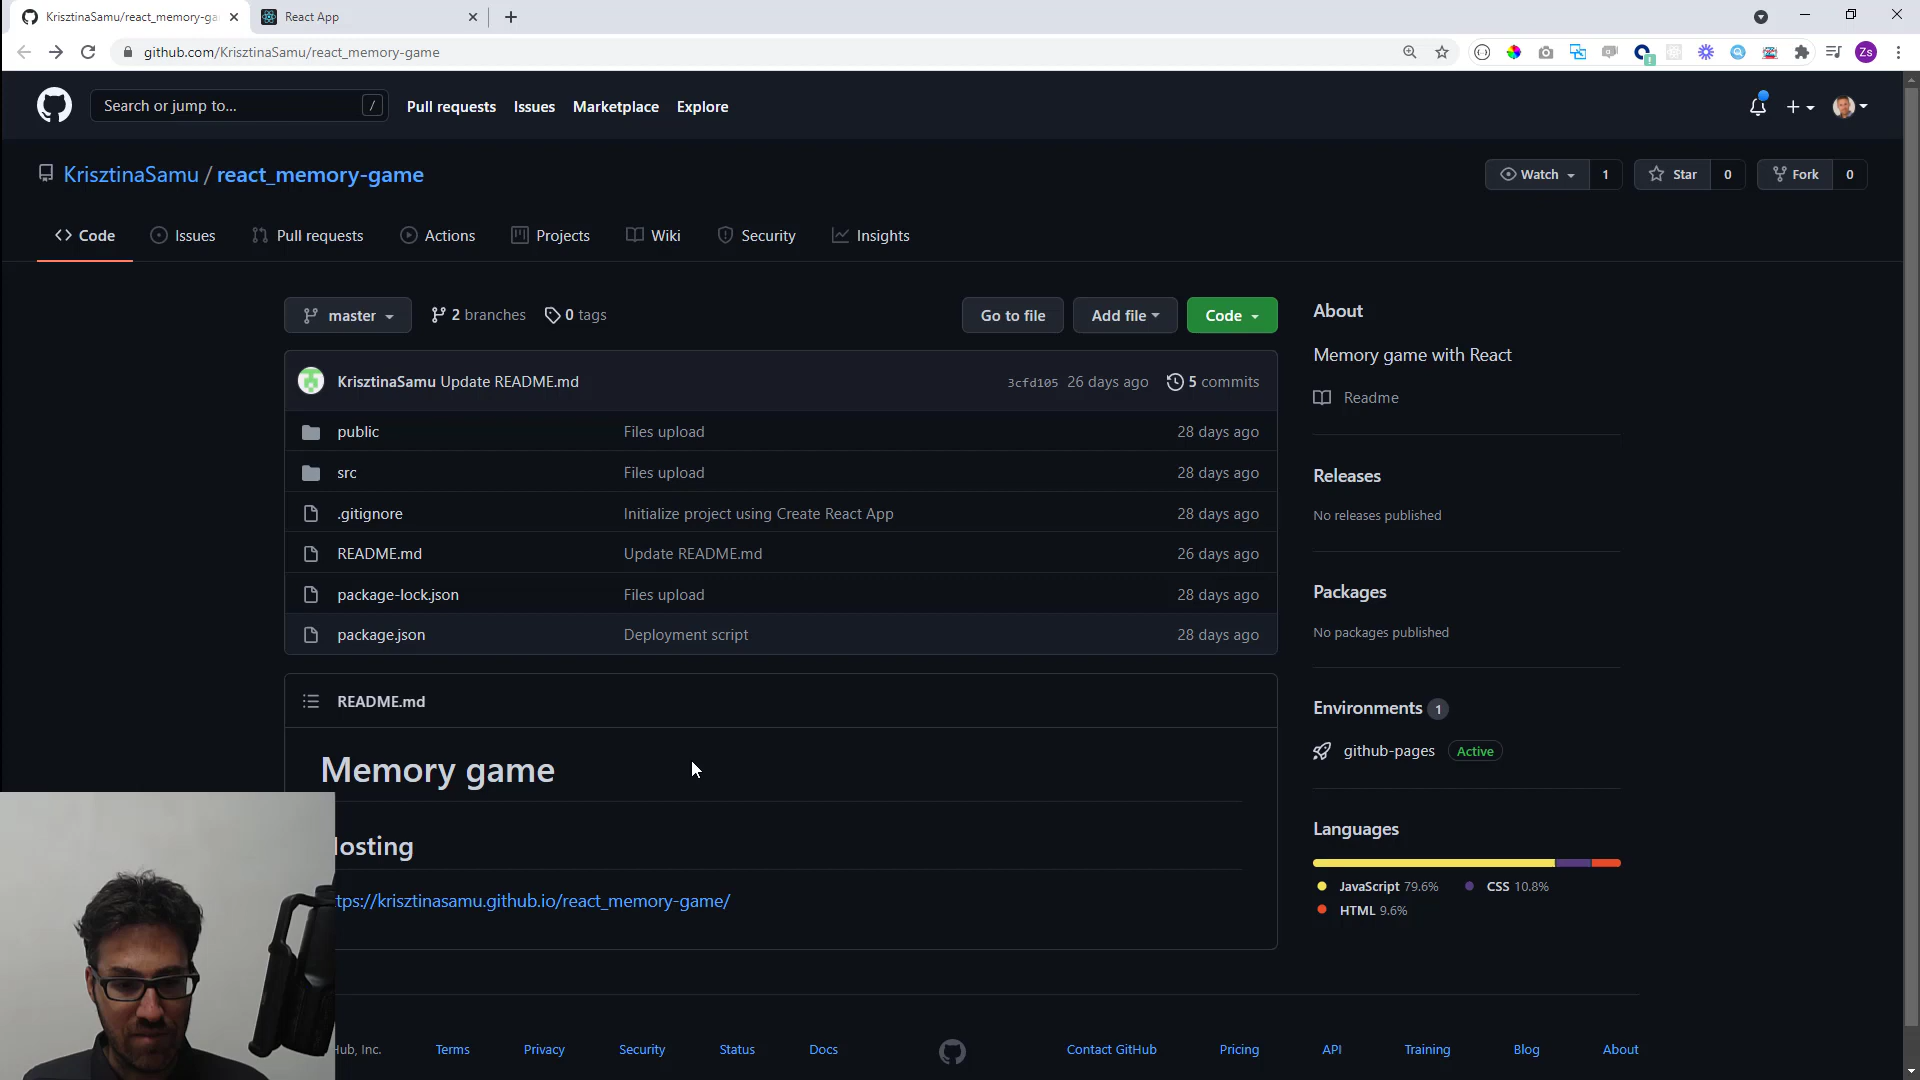 KrisztinaSamu/react_memory-ga
React App
github.com/KrisztinaSamu/react_memory-game
Zs
Search or jump to... /
Pull requests Issues Marketplace Explore
KrisztinaSamu / react_memory-game
Watch 1 Star 0 Fork 0
Code Issues Pull requests Actions Projects Wiki Security Insights
master 2 branches 0 tags Go to file Add file Code
KrisztinaSamu Update README.md 3cfd105 26 days ago 5 commits
public Files upload 28 days ago
src Files upload 28 days ago
.gitignore Initialize project using Create React App 28 days ago
README.md Update README.md 26 days ago
package-lock.json Files upload 28 days ago
package.json Deployment script 28 days ago
README.md
Memory game
Hosting
tps://krisztinasamu.github.io/react_memory-game/
About
Memory game with React
Readme
Releases
No releases published
Packages
No packages published
Environments 1
github-pages Active
Languages
JavaScript 79.6% CSS 10.8%
HTML 9.6%
Hub, Inc. Terms Privacy Security Status Docs Contact GitHub Pricing API Training Blog About